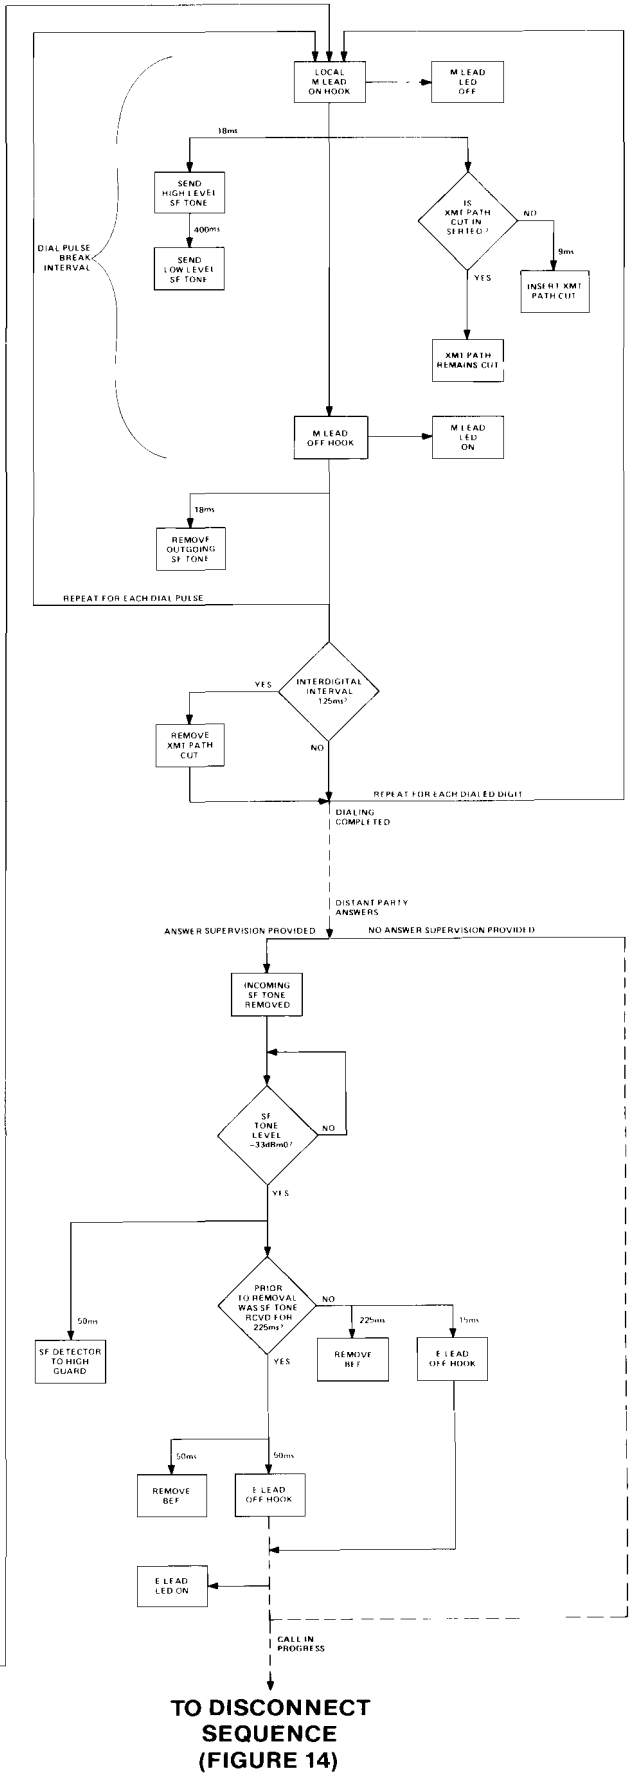 LOCAL
M LEAD
ON HOOK
M LEAD
LED
OFF
18ms
SEND
HIGH LEVEL
SF TONE
400ms
SEND
LOW LEVEL
SF TONE
DIAL PULSE
BREAK
INTERVAL
IS
XMT PATH
CUT IN
SERTED?
NO
9ms
YES
INSERT XMT
PATH CUT
XMT PATH
REMAINS CUT
M LEAD
OFF HOOK
M LEAD
LED
ON
18ms
REMOVE
OUTGOING
SF TONE
REPEAT FOR EACH DIAL PULSE
INTERDIGITAL
INTERVAL
125ms?
YES
REMOVE
XMT PATH
CUT
NO
REPEAT FOR EACH DIALED DIGIT
DIALING
COMPLETED
DISTANT PARTY
ANSWERS
ANSWER SUPERVISION PROVIDED
NO ANSWER SUPERVISION PROVIDED
INCOMING
SF TONE
REMOVED
SF
TONE
LEVEL
-33dBm0?
NO
YES
50ms
SF DETECTOR
TO HIGH
GUARD
PRIOR
TO REMOVAL
WAS SF TONE
RCVD FOR
225ms?
NO
225ms
REMOVE
BEF
15ms
E LEAD
OFF HOOK
YES
50ms
REMOVE
BEF
50ms
E LEAD
OFF HOOK
E LEAD
LED ON
CALL IN
PROGRESS
TO DISCONNECT
SEQUENCE
(FIGURE 14)